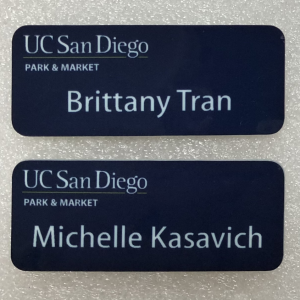 UC San Diego
PARK & MARKET
Brittany Tran
UC San Diego
PARK & MARKET
Michelle Kasavich